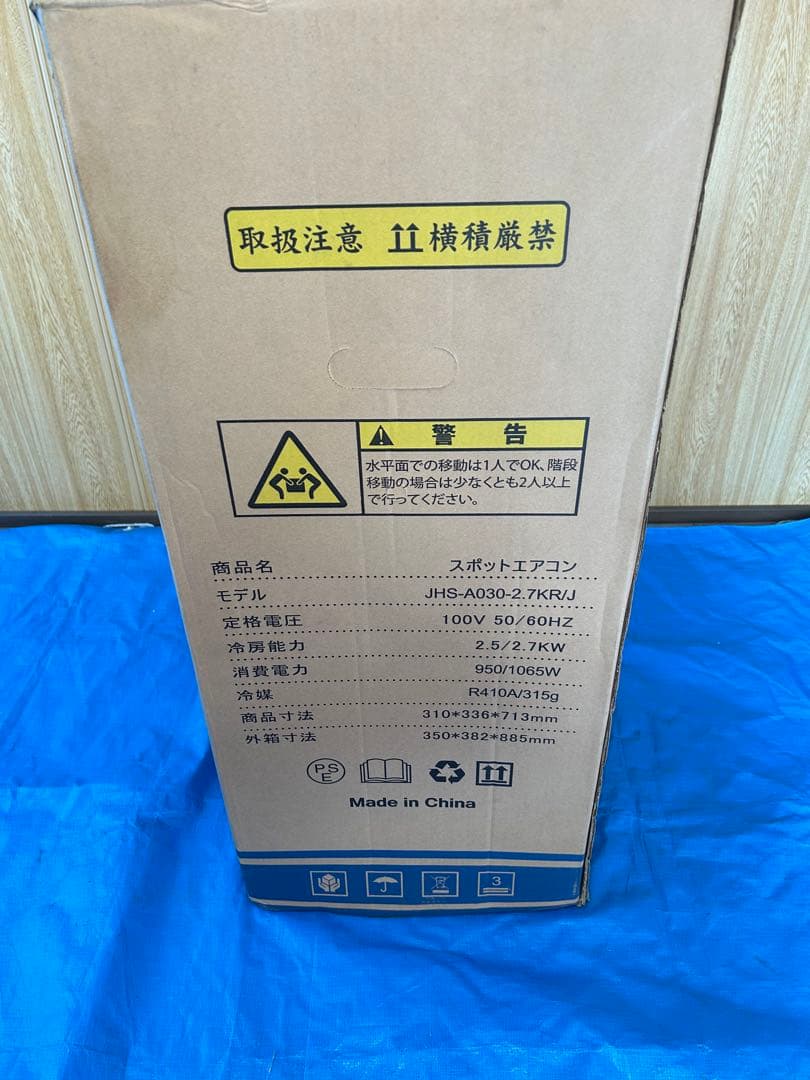 取扱注意 横積厳禁
警告
水平面での移動は1人でOK、階段
移動の場合は少なくとも2人以上
で行ってください。
商品名 スポットエアコン
モデル JHS-A030-2.7KR/J
定格電圧 100V 50/60HZ
冷房能力 2.5/2.7KW
消費電力 950/1065W
冷媒 R410A/315g
商品寸法 310*336*713mm
外箱寸法 350*382*885mm
PSE
Made in China
3